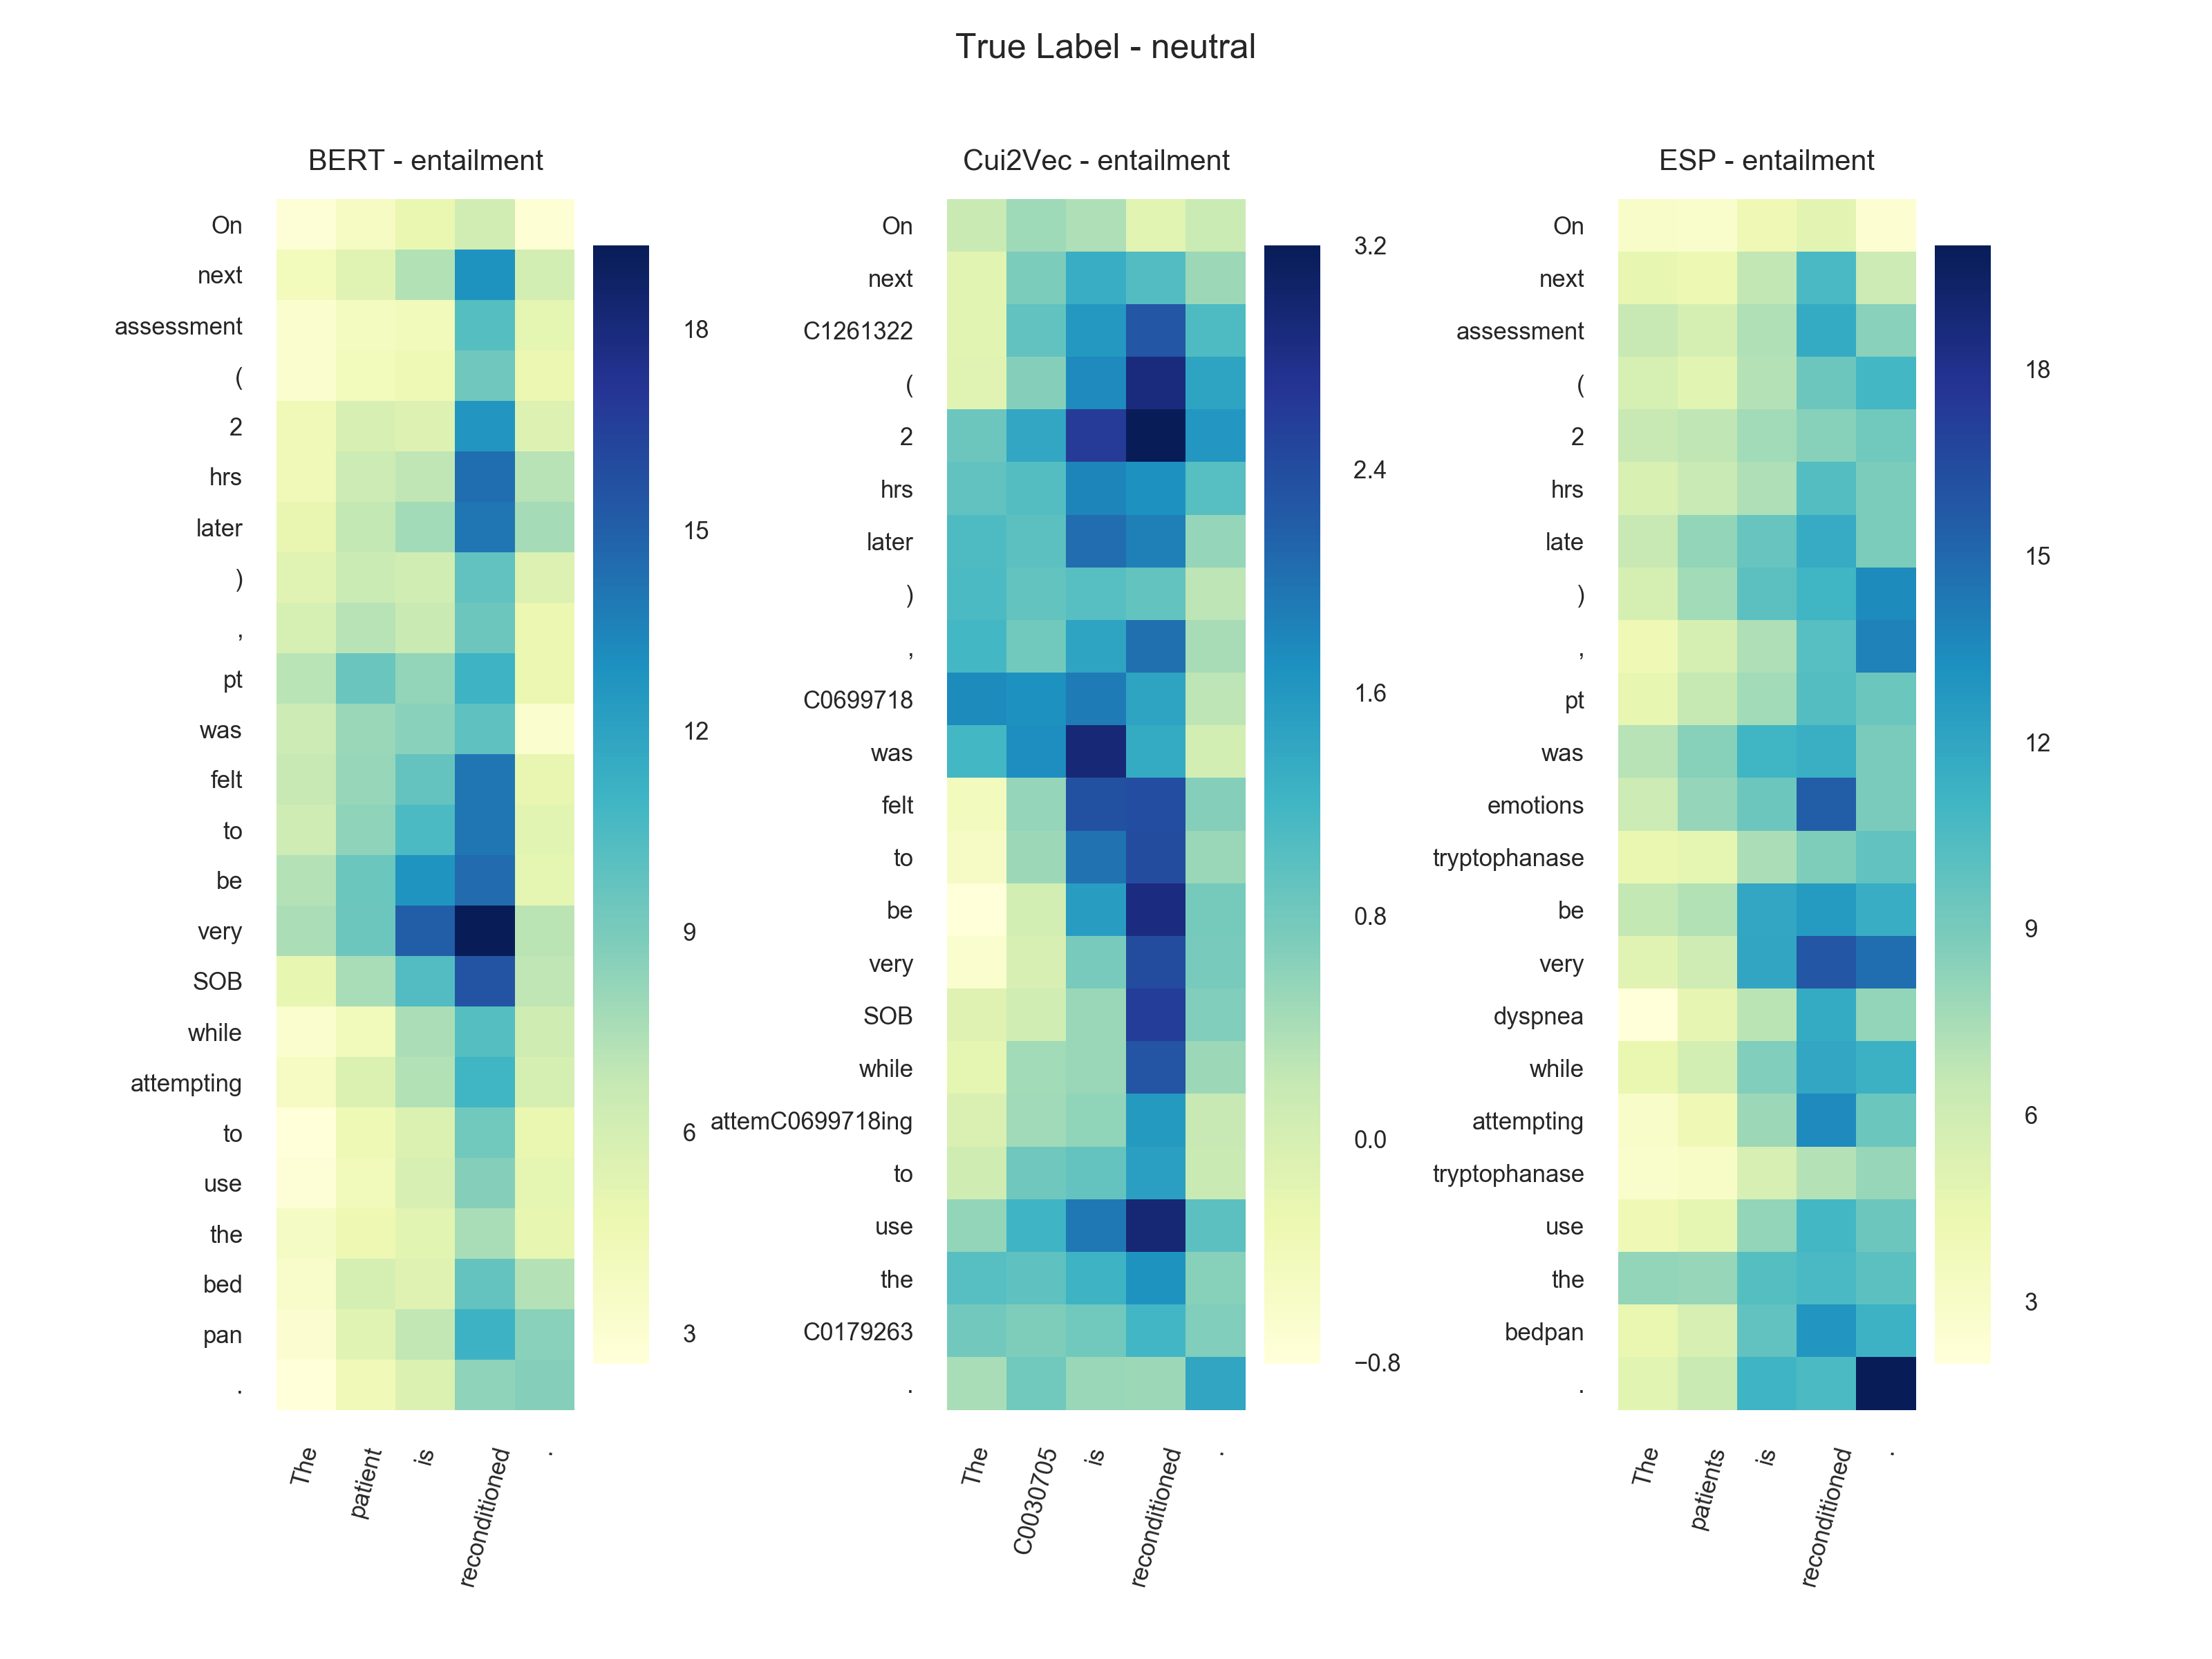 True Label - neutral
BERT - entailment
On
next
assessment
(
2
hrs
later
)
,
pt
was
felt
to
be
very
SOB
while
attempting
to
use
the
bed
pan
.
The
patient
is
reconditioned
.
18
15
12
9
6
3
Cui2Vec - entailment
On
next
C1261322
(
2
hrs
later
)
,
C0699718
was
felt
to
be
very
SOB
while
attemC0699718ing
to
use
the
C0179263
.
The
C0030705
is
reconditioned
.
3.2
2.4
1.6
0.8
0.0
−0.8
ESP - entailment
On
next
assessment
(
2
hrs
late
)
,
pt
was
emotions
tryptophanase
be
very
dyspnea
while
attempting
tryptophanase
use
the
bedpan
.
The
patients
is
reconditioned
.
18
15
12
9
6
3